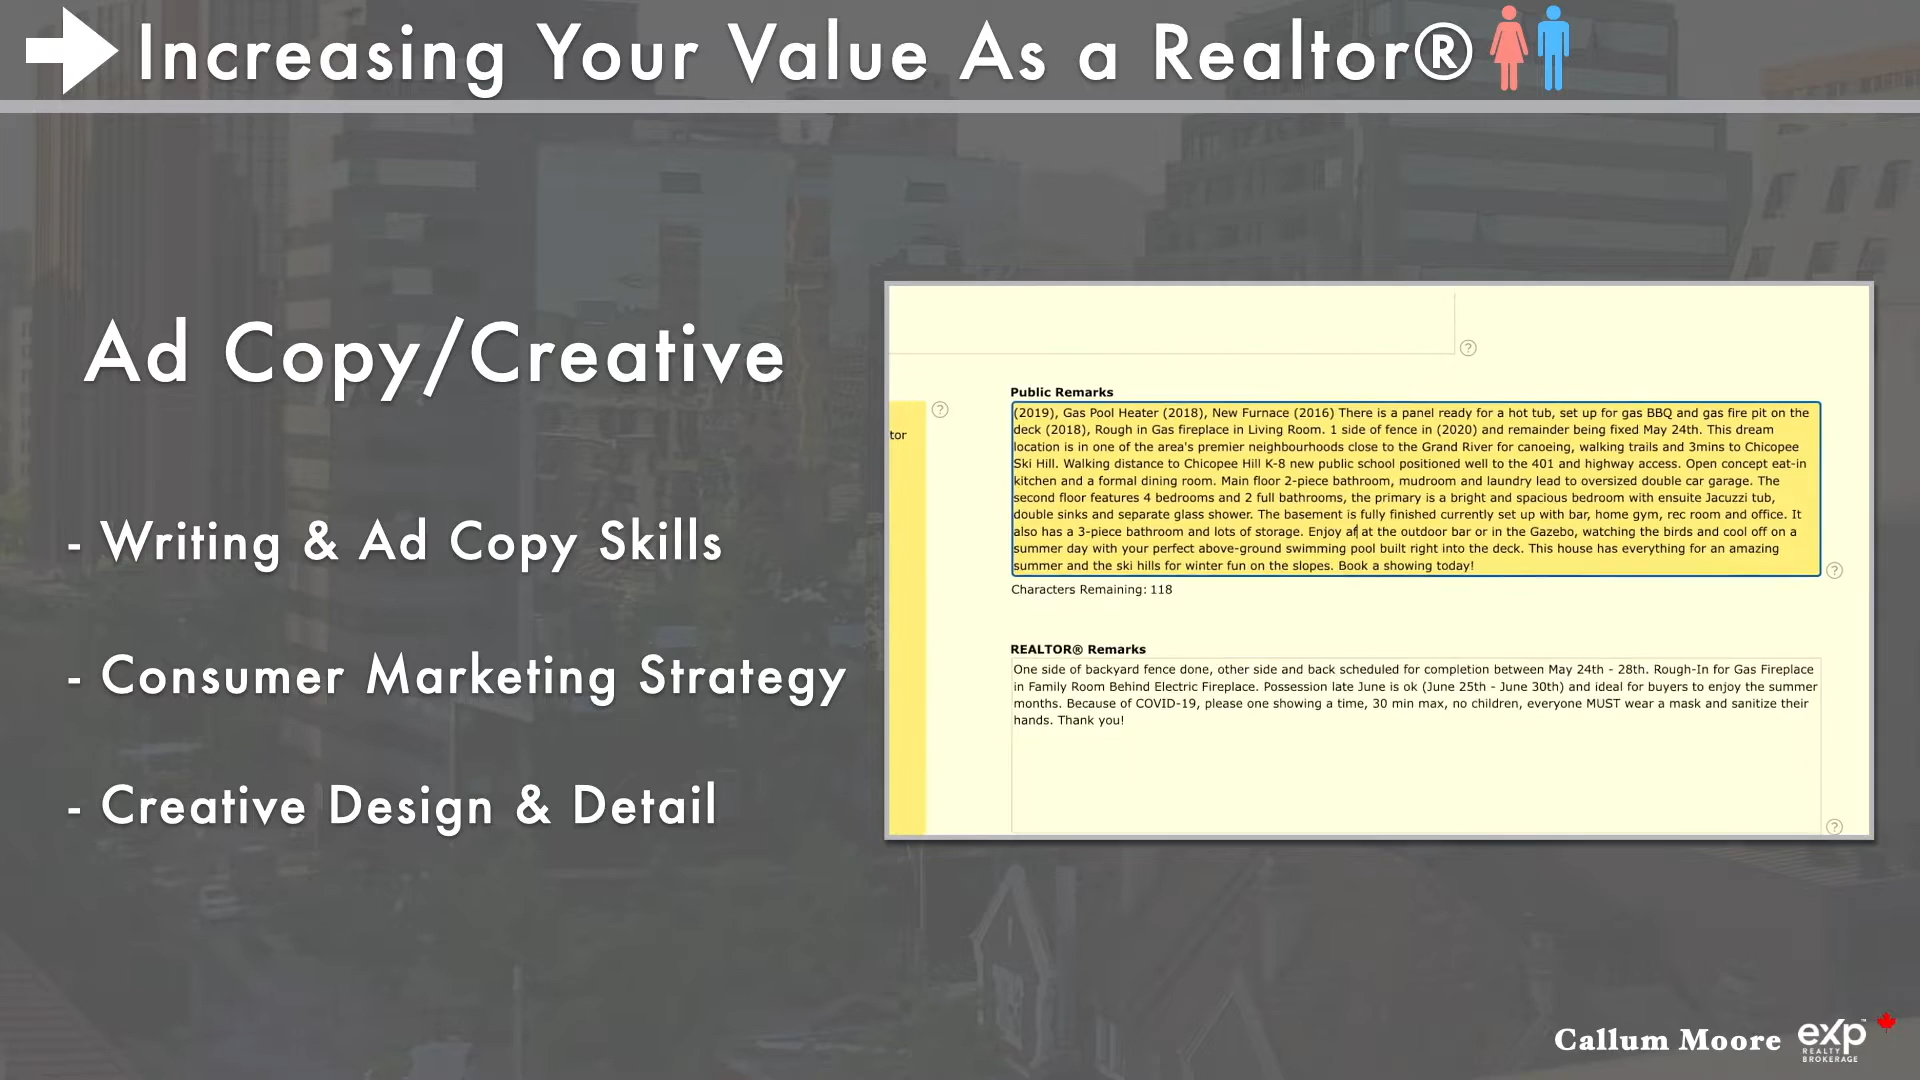 Increasing Your Value As a Realtor®
Ad Copy/Creative
- Writing & Ad Copy Skills
- Consumer Marketing Strategy
- Creative Design & Detail
?
?
tor
Public Remarks
(2019), Gas Pool Heater (2018), New Furnace (2016) There is a panel ready for a hot tub, set up for gas BBQ and gas fire pit on the
deck (2018), Rough in Gas fireplace in Living Room. 1 side of fence in (2020) and remainder being fixed May 24th. This dream
location is in one of the area's premier neighbourhoods close to the Grand River for canoeing, walking trails and 3mins to Chicopee
Ski Hill. Walking distance to Chicopee Hill K-8 new public school positioned well to the 401 and highway access. Open concept eat-in
kitchen and a formal dining room. Main floor 2-piece bathroom, mudroom and laundry lead to oversized double car garage. The
second floor features 4 bedrooms and 2 full bathrooms, the primary is a bright and spacious bedroom with ensuite Jacuzzi tub,
double sinks and separate glass shower. The basement is fully finished currently set up with bar, home gym, rec room and office. It
also has a 3-piece bathroom and lots of storage. Enjoy af at the outdoor bar or in the Gazebo, watching the birds and cool off on a
summer day with your perfect above-ground swimming pool built right into the deck. This house has everything for an amazing
summer and the ski hills for winter fun on the slopes. Book a showing today!
?
Characters Remaining: 118
REALTOR® Remarks
One side of backyard fence done, other side and back scheduled for completion between May 24th - 28th. Rough-In for Gas Fireplace
in Family Room Behind Electric Fireplace. Possession late June is ok (June 25th - June 30th) and ideal for buyers to enjoy the summer
months. Because of COVID-19, please one showing a time, 30 min max, no children, everyone MUST wear a mask and sanitize their
hands. Thank you!
?
Callum Moore
exp™
REALTY
BROKERAGE